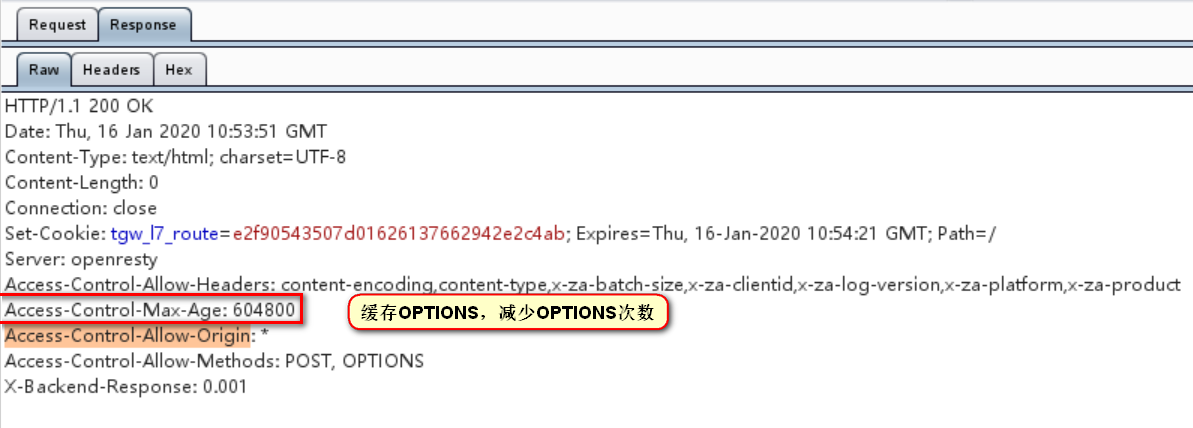 Request Response
Raw Headers Hex
HTTP/1.1 200 OK
Date: Thu, 16 Jan 2020 10:53:51 GMT
Content-Type: text/html; charset=UTF-8
Content-Length: 0
Connection: close
Set-Cookie: tgw_l7_route=e2f90543507d01626137662942e2c4ab; Expires=Thu, 16-Jan-2020 10:54:21 GMT; Path=/
Server: openresty
Access-Control-Allow-Headers: content-encoding,content-type,x-za-batch-size,x-za-clientid,x-za-log-version,x-za-platform,x-za-product
Access-Control-Max-Age: 604800 缓存OPTIONS，减少OPTIONS次数
Access-Control-Allow-Origin: *
Access-Control-Allow-Methods: POST, OPTIONS
X-Backend-Response: 0.001